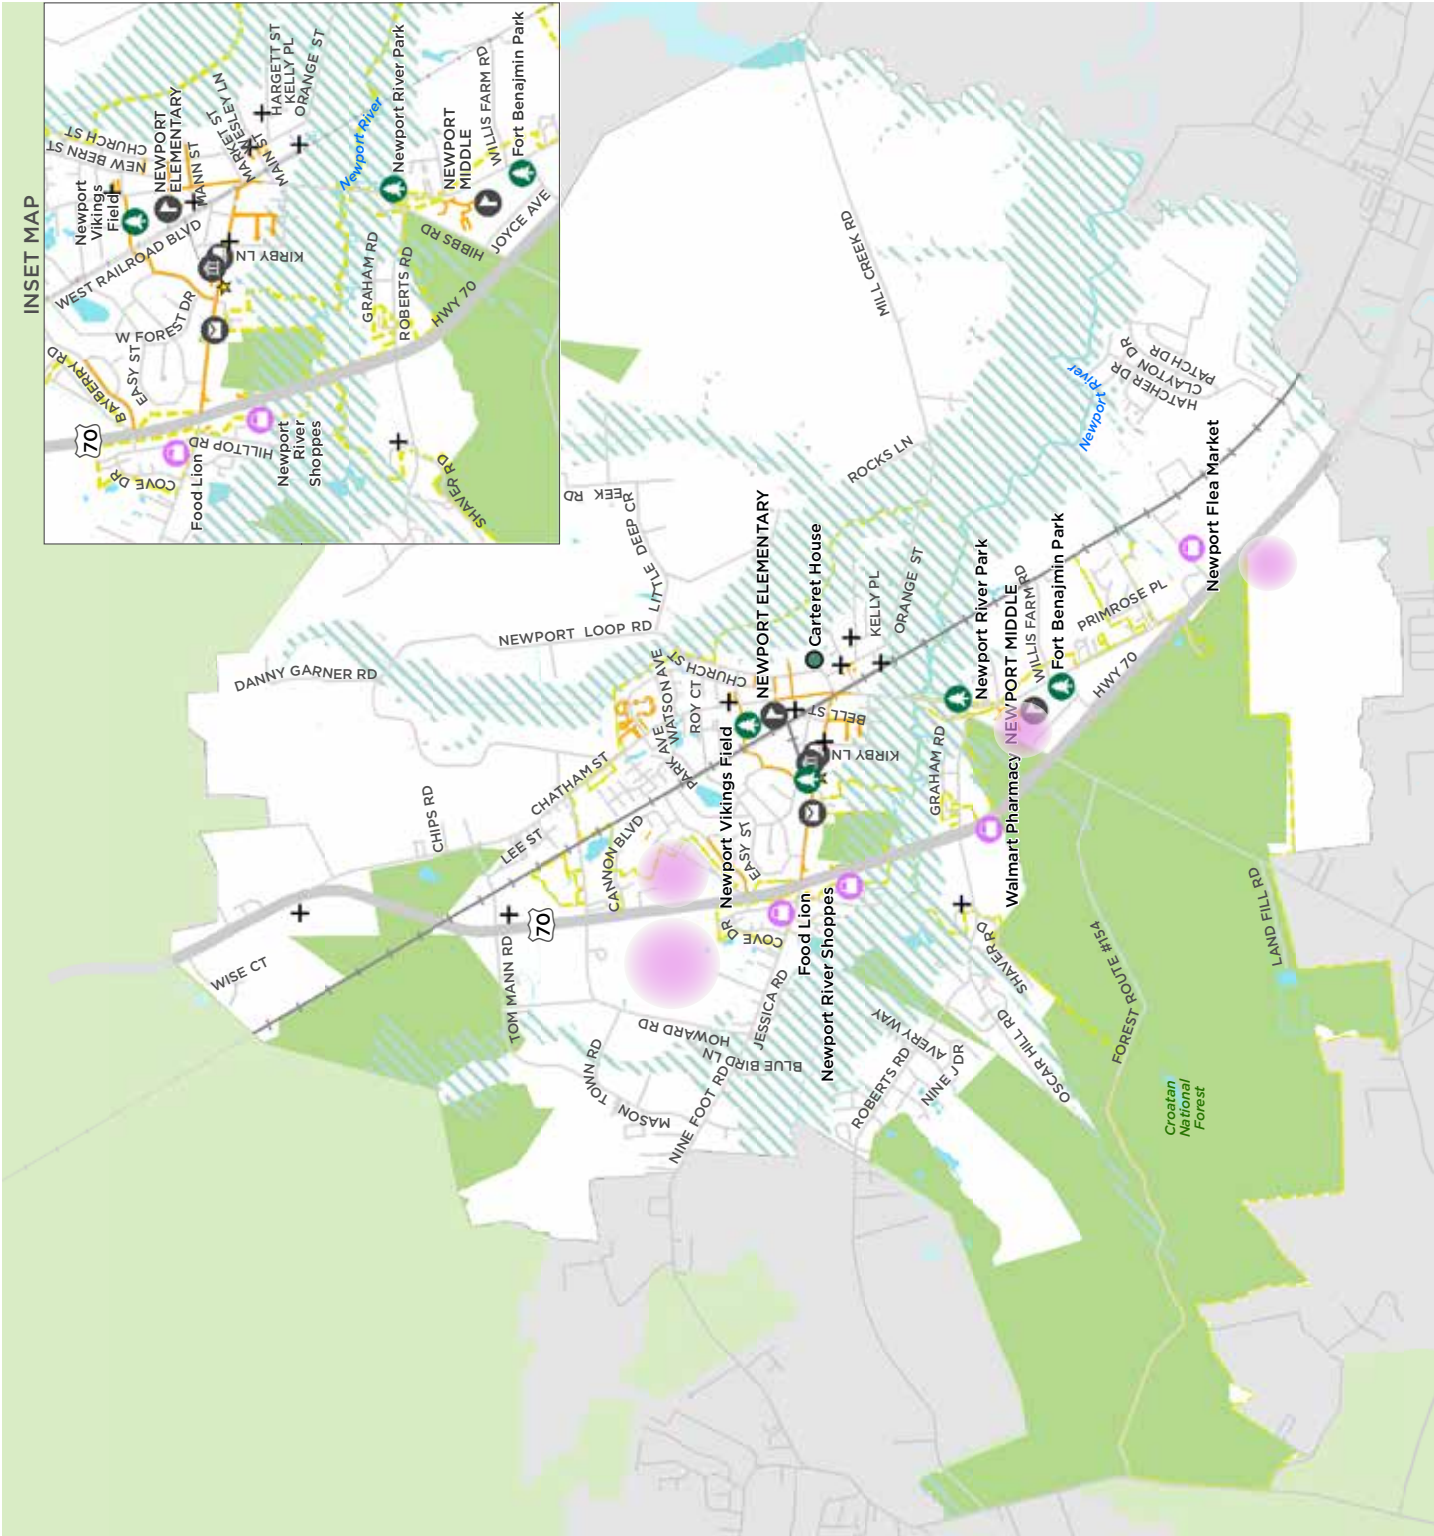 INSET MAP
Newport
Vikings
Field
NEWPORT
ELEMENTARY
NEW BERN ST
CHURCH ST
MANN ST
MARKET ST
WESLEY LN
MAIN ST
HARGETT ST
KELLY PL
ORANGE ST
Newport River
Newport River Park
NEWPORT
MIDDLE
WILLIS FARM RD
Fort Benajmin Park
WEST RAILROAD BLVD
KIRBY LN
W FOREST DR
EASY ST
BAYBERRY RD
GRAHAM RD
ROBERTS RD
HIBBS RD
JOYCE AVE
HWY 70
70
HILLTOP RD
COVE DR
Food Lion
Newport
River
Shoppes
SHAVER RD
MILL CREEK RD
ROCKS LN
EEK RD
LITTLE DEEP CR
NEWPORT LOOP RD
DANNY GARNER RD
Newport River
HATCHER DR
CLAYTON DR
PATCH DR
Newport Flea Market
NEWPORT ELEMENTARY
Carteret House
KELLY PL
ORANGE ST
Newport River Park
NEWPORT MIDDLE
WILLIS FARM RD
Fort Benajmin Park
PRIMROSE PL
HWY 70
CHURCH ST
WATSON AVE
PARK AVE
ROY CT
BELL ST
KIRBY LN
GRAHAM RD
Newport Vikings Field
CHATHAM ST
CHIPS RD
LEE ST
CANNON BLVD
EASY ST
WISE CT
TOM MANN RD
70
COVE DR
Food Lion
Newport River Shoppes
Walmart Pharmacy
JESSICA RD
HOWARD RD
BLUE BIRD LN
MASON TOWN RD
NINE FOOT RD
AVERY WAY
ROBERTS RD
NINE J DR
SHAVER RD
OSCAR HILL RD
FOREST ROUTE #154
LAND FILL RD
Croatan
National
Forest